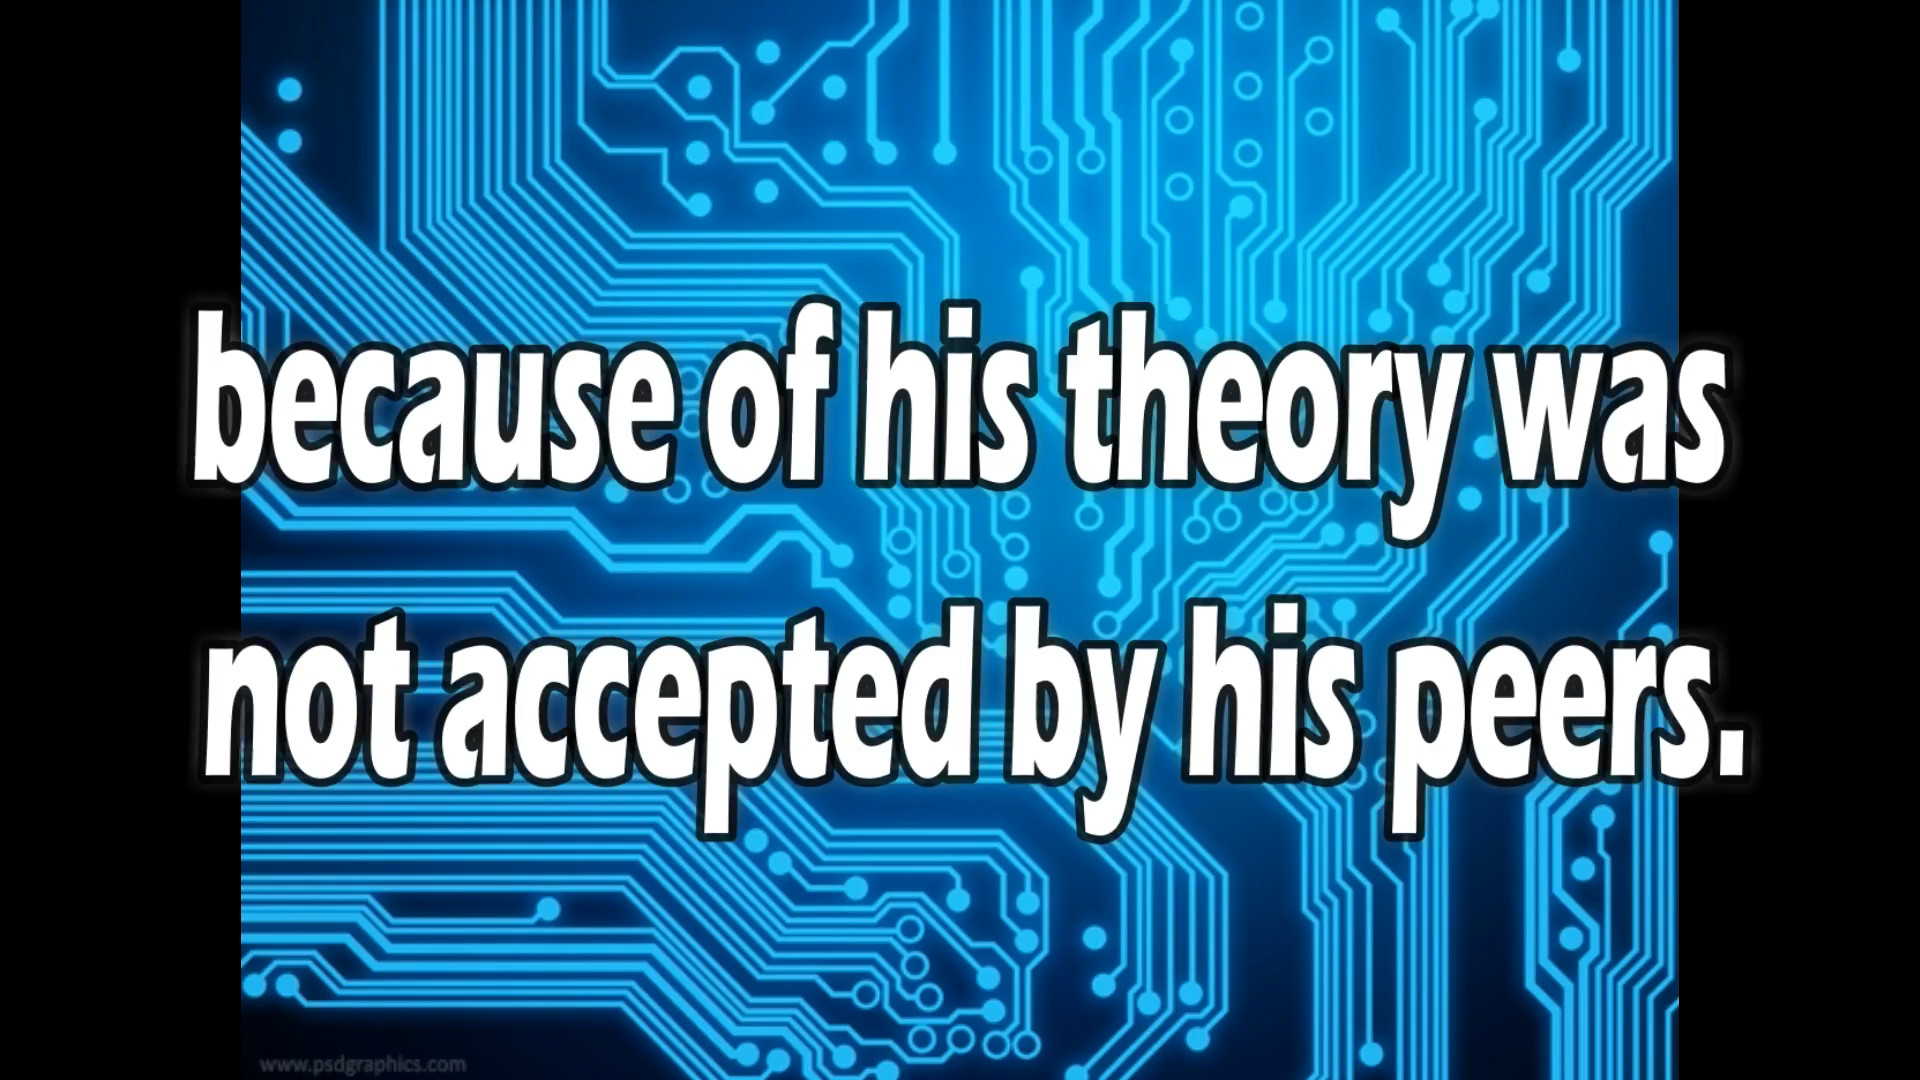 because of his theory was
not accepted by his peers.
www.psdgraphics.com